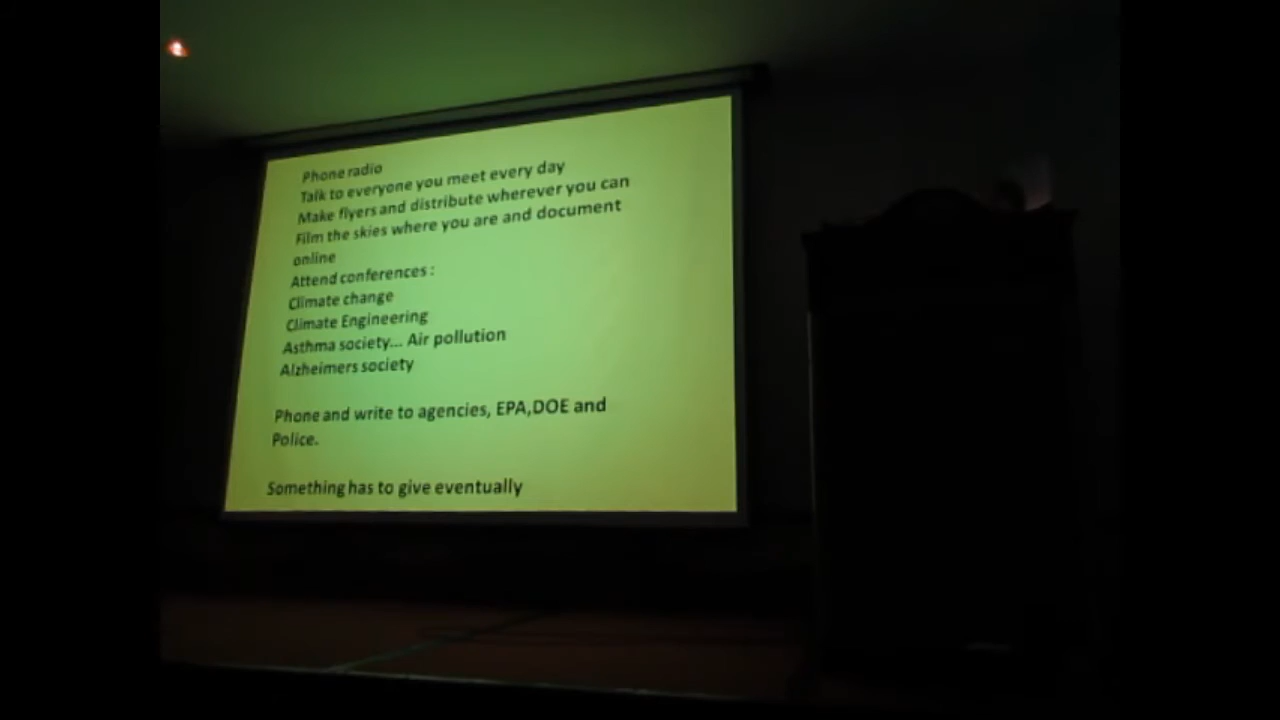 Phone radio
Talk to everyone you meet every day
Make flyers and distribute wherever you can
Film the skies where you are and document
online
Attend conferences :
Climate change
Climate Engineering
Asthma society... Air pollution
Alzheimers society
Phone and write to agencies, EPA,DOE and
Police.
Something has to give eventually